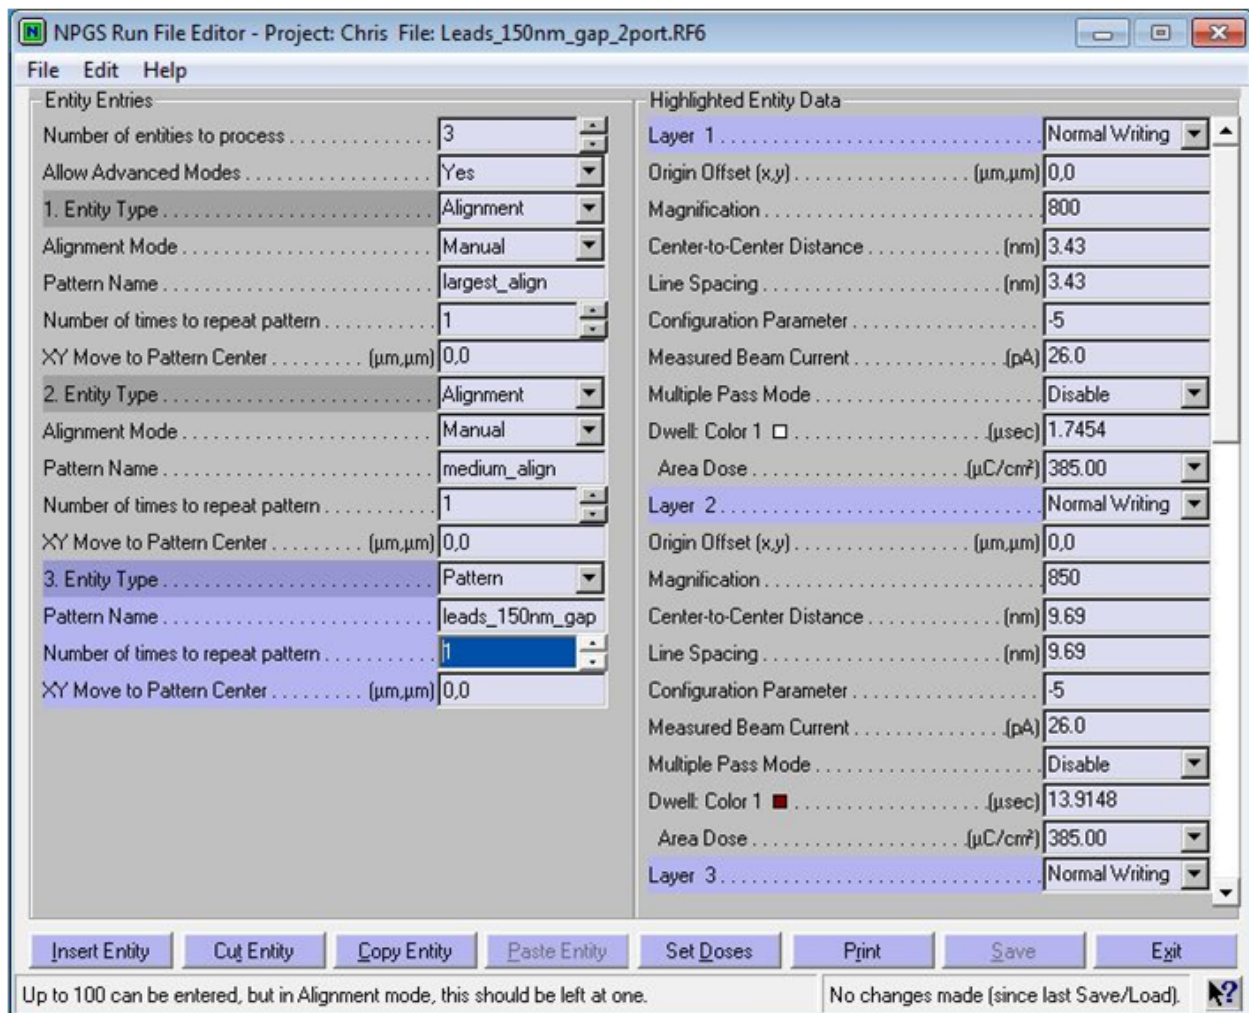 NPGS Run File Editor - Project: Chris File: Leads_150nm_gap_2port.RF6
File Edit Help
Entity Entries
Number of entities to process . . . . . . . . . . . . . . 3
Allow Advanced Modes . . . . . . . . . . . . . . . . . . Yes
1. Entity Type . . . . . . . . . . . . . . . . . . . . . . . . . . Alignment
Alignment Mode . . . . . . . . . . . . . . . . . . . . . . . . Manual
Pattern Name . . . . . . . . . . . . . . . . . . . . . . . . . . largest_align
Number of times to repeat pattern . . . . . . . . . . . 1
XY Move to Pattern Center . . . . . . . . . (µm,µm) 0,0
2. Entity Type . . . . . . . . . . . . . . . . . . . . . . . . . . Alignment
Alignment Mode . . . . . . . . . . . . . . . . . . . . . . . . Manual
Pattern Name . . . . . . . . . . . . . . . . . . . . . . . . . . medium_align
Number of times to repeat pattern . . . . . . . . . . . 1
XY Move to Pattern Center . . . . . . . . . (µm,µm) 0,0
3. Entity Type . . . . . . . . . . . . . . . . . . . . . . . . . . Pattern
Pattern Name . . . . . . . . . . . . . . . . . . . . . . . . . . leads_150nm_gap
Number of times to repeat pattern . . . . . . . . . . . 1
XY Move to Pattern Center . . . . . . . . . (µm,µm) 0,0
Highlighted Entity Data
Layer 1 . . . . . . . . . . . . . . . . . . . . . . . . . . . . . . Normal Writing
Origin Offset (x,y) . . . . . . . . . . . . . . . . . (µm,µm) 0,0
Magnification . . . . . . . . . . . . . . . . . . . . . . . . . . 800
Center-to-Center Distance . . . . . . . . . . . . . (nm) 3.43
Line Spacing . . . . . . . . . . . . . . . . . . . . . . . (nm) 3.43
Configuration Parameter . . . . . . . . . . . . . . . . . . -5
Measured Beam Current . . . . . . . . . . . . . . . (pA) 26.0
Multiple Pass Mode . . . . . . . . . . . . . . . . . . . . . Disable
Dwell: Color 1 . . . . . . . . . . . . . . . . . . . (µsec) 1.7454
Area Dose . . . . . . . . . . . . . . . . . . . . (µC/cm²) 385.00
Layer 2 . . . . . . . . . . . . . . . . . . . . . . . . . . . . . . Normal Writing
Origin Offset (x,y) . . . . . . . . . . . . . . . . . (µm,µm) 0,0
Magnification . . . . . . . . . . . . . . . . . . . . . . . . . . 850
Center-to-Center Distance . . . . . . . . . . . . . (nm) 9.69
Line Spacing . . . . . . . . . . . . . . . . . . . . . . . (nm) 9.69
Configuration Parameter . . . . . . . . . . . . . . . . . . -5
Measured Beam Current . . . . . . . . . . . . . . . (pA) 26.0
Multiple Pass Mode . . . . . . . . . . . . . . . . . . . . . Disable
Dwell: Color 1 . . . . . . . . . . . . . . . . . . . (µsec) 13.9148
Area Dose . . . . . . . . . . . . . . . . . . . . (µC/cm²) 385.00
Layer 3 . . . . . . . . . . . . . . . . . . . . . . . . . . . . . . Normal Writing
Insert Entity Cut Entity Copy Entity Paste Entity Set Doses Print Save Exit
Up to 100 can be entered, but in Alignment mode, this should be left at one. No changes made (since last Save/Load).